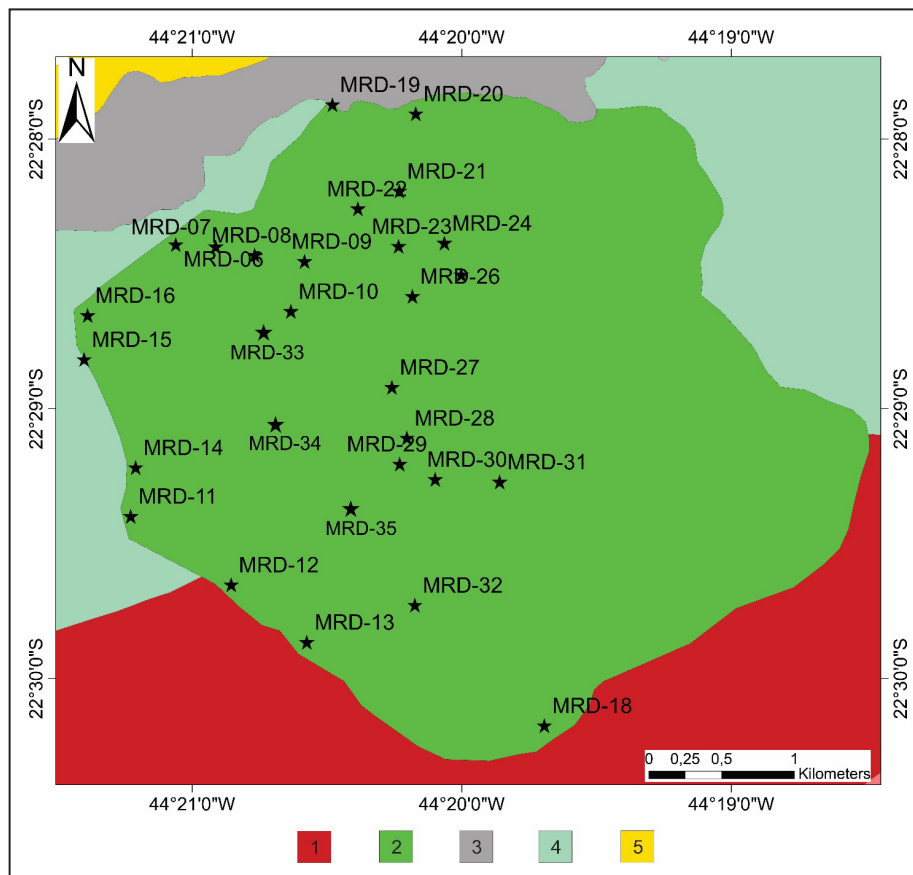 44°21'0"W 44°20'0"W 44°19'0"W
N
MRD-19
MRD-20
22°28'0"S 22°28'0"S
MRD-21
MRD-22
MRD-07
MRD-08
MRD-23
MRD-24
MRD-06
MRD-09
MRD-26
MRD-16
MRD-10
MRD-15
MRD-33
MRD-27
22°29'0"S 22°29'0"S
MRD-28
MRD-34
MRD-29
MRD-14
MRD-30
MRD-31
MRD-11
MRD-35
MRD-12
MRD-32
MRD-13
22°30'0"S 22°30'0"S
MRD-18
0 0,25 0,5 1
Kilometers
44°21'0"W 44°20'0"W 44°19'0"W
1 2 3 4 5